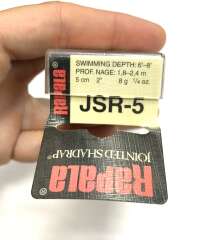 SWIMMING DEPTH: 6'–8'
PROF. NAGE: 1,8–2,4 m
5 cm 2" 8 g 1/4 oz.
Rapala
JSR-5
JOINTED SHAD RAP
Rapala